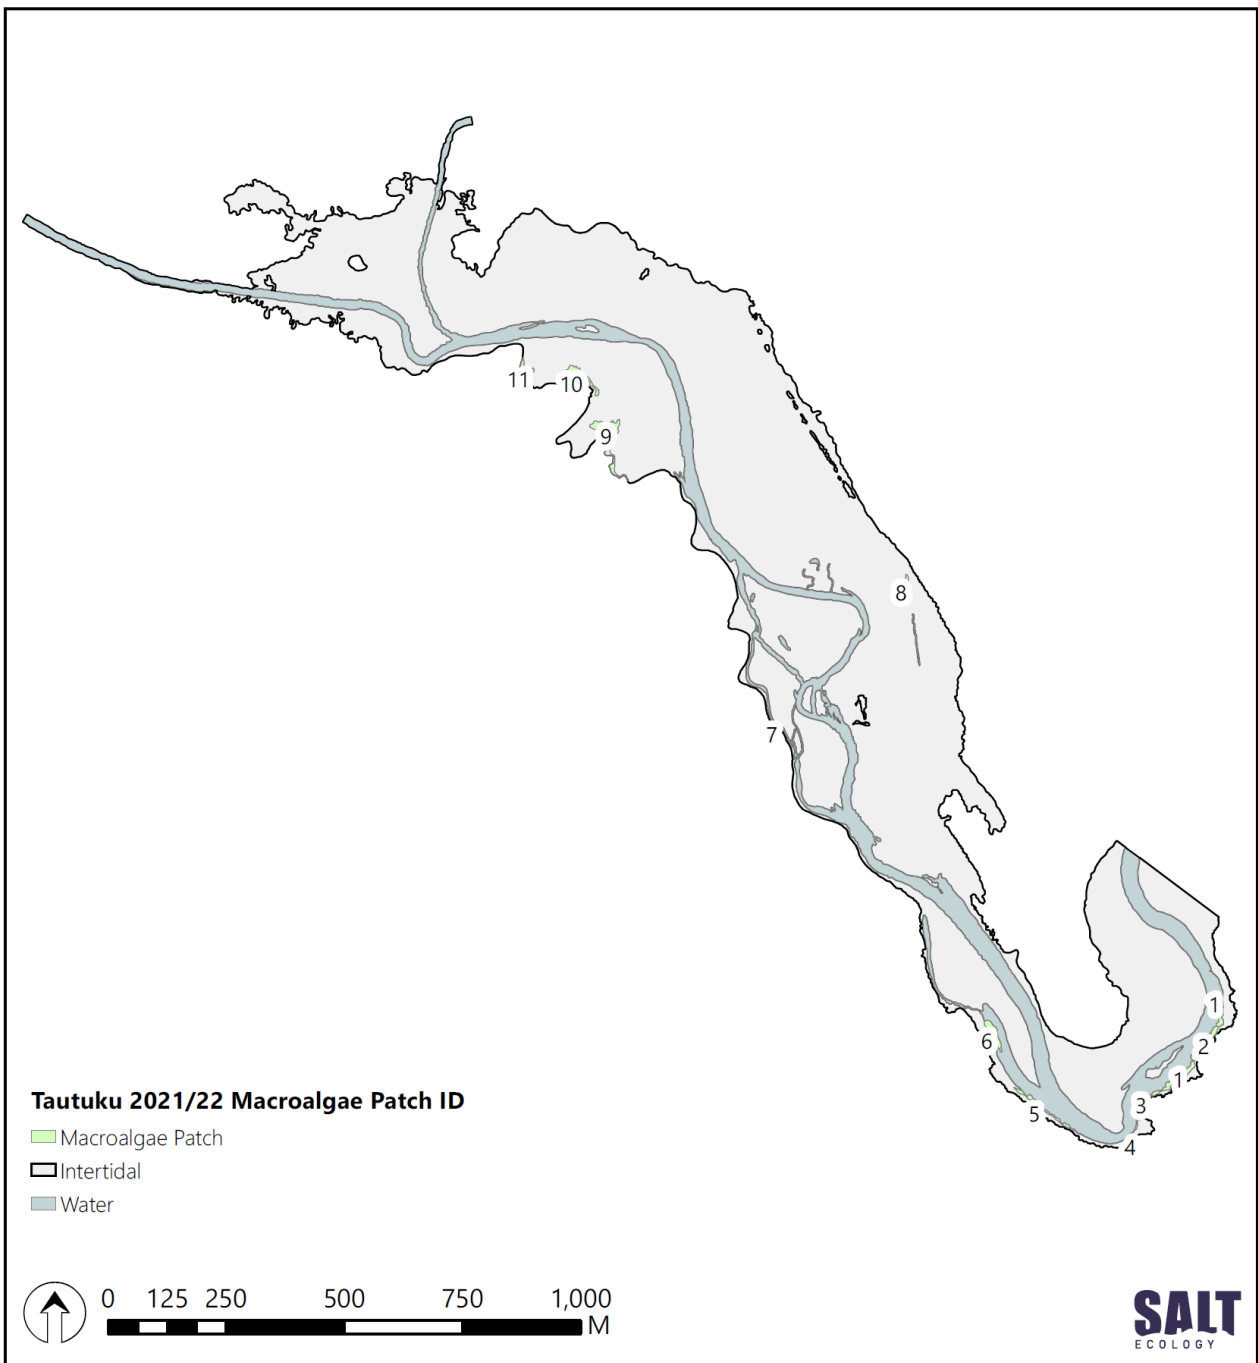 11
10
9
8
7
1
6
2
1
3
5
4
Tautuku 2021/22 Macroalgae Patch ID
Macroalgae Patch
Intertidal
Water
0 125 250 500 750 1,000
M
SALT
ECOLOGY